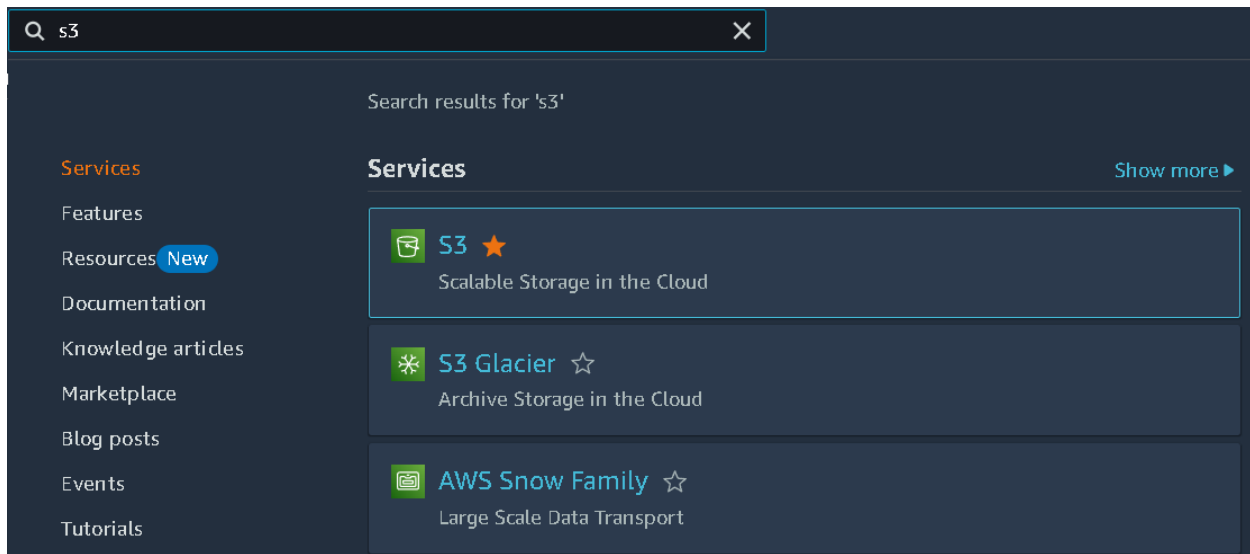 s3
Search results for 's3'
Services
Features
Resources New
Documentation
Knowledge articles
Marketplace
Blog posts
Events
Tutorials
Services
Show more
S3
Scalable Storage in the Cloud
S3 Glacier
Archive Storage in the Cloud
AWS Snow Family
Large Scale Data Transport